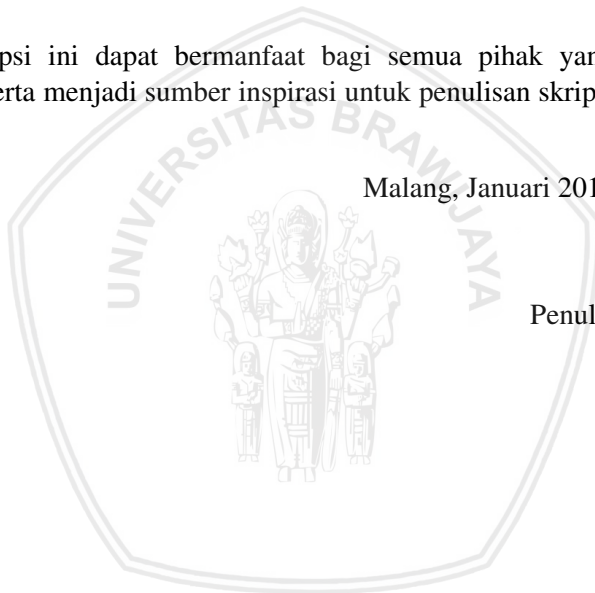 psi ini dapat bermanfaat bagi semua pihak yan
erta menjadi sumber inspirasi untuk penulisan skrip
UNIVERSITAS BRAWIJAYA
Malang, Januari 201
Penul